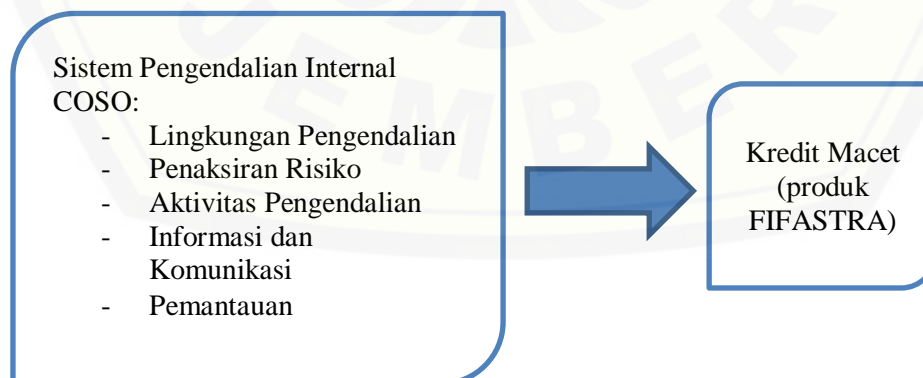 Sistem Pengendalian Internal
COSO:
- Lingkungan Pengendalian
- Penaksiran Risiko
- Aktivitas Pengendalian
- Informasi dan
Komunikasi
- Pemantauan
Kredit Macet
(produk
FIFASTRA)